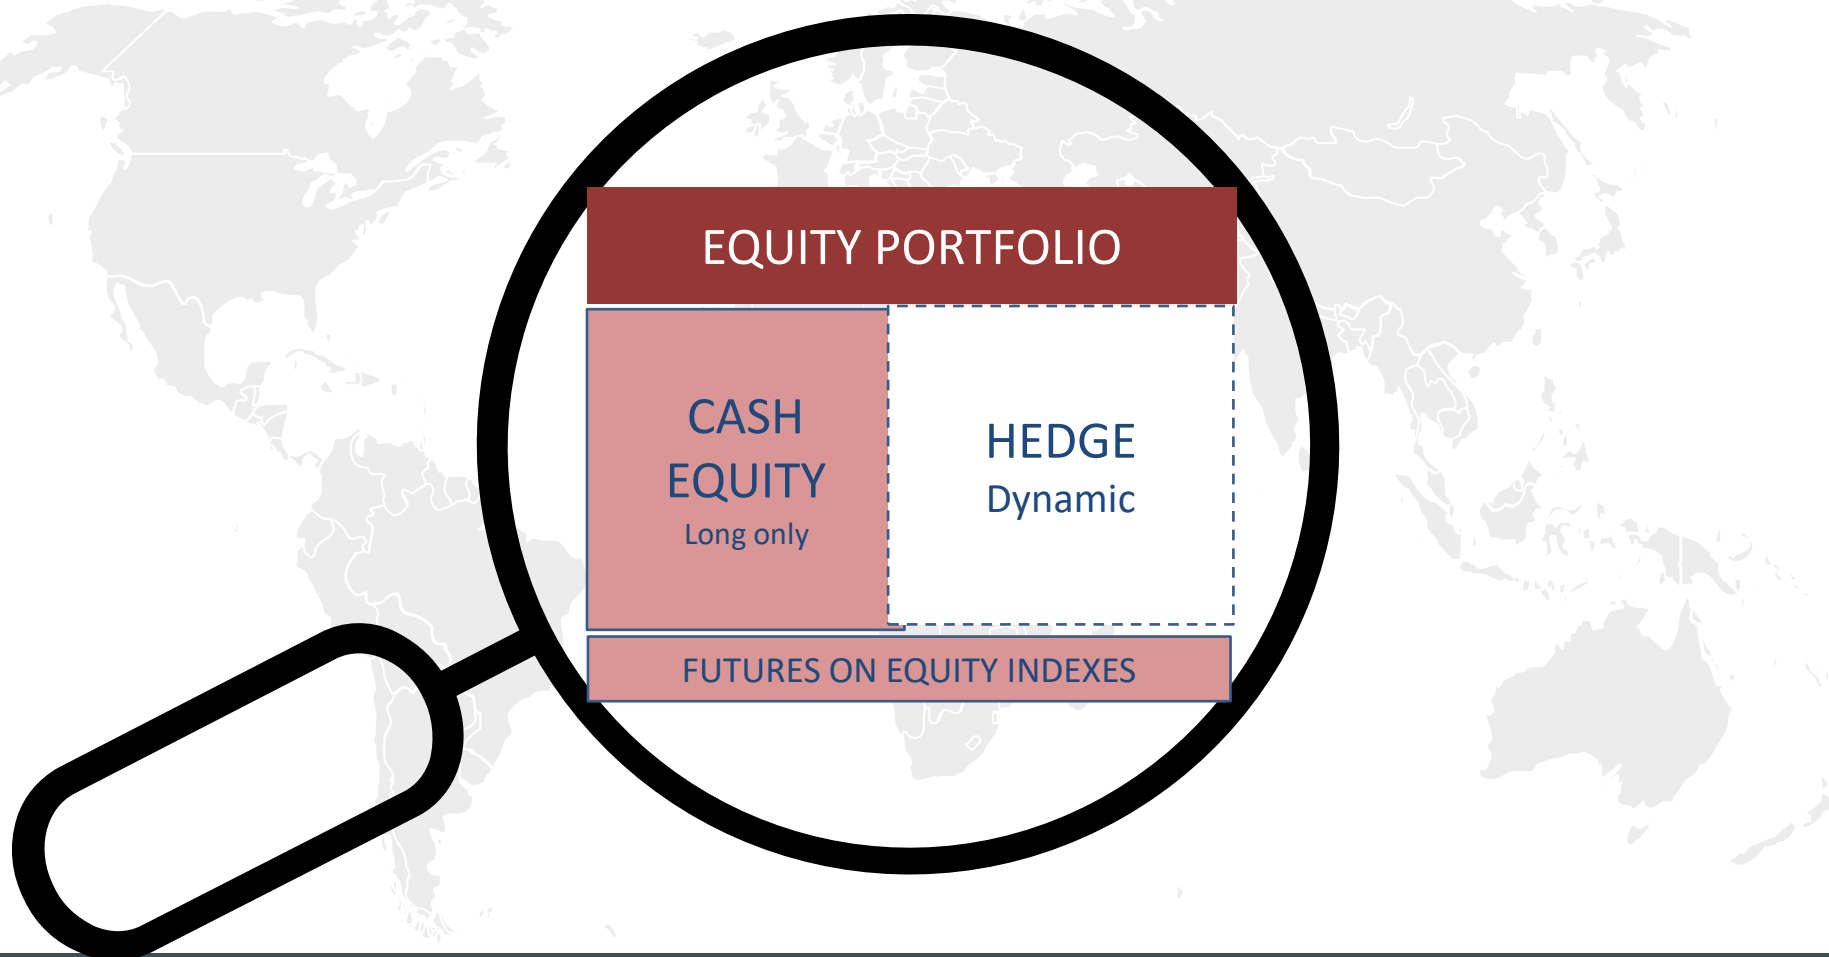 EQUITY PORTFOLIO
CASH
EQUITY
Long only
HEDGE
Dynamic
FUTURES ON EQUITY INDEXES